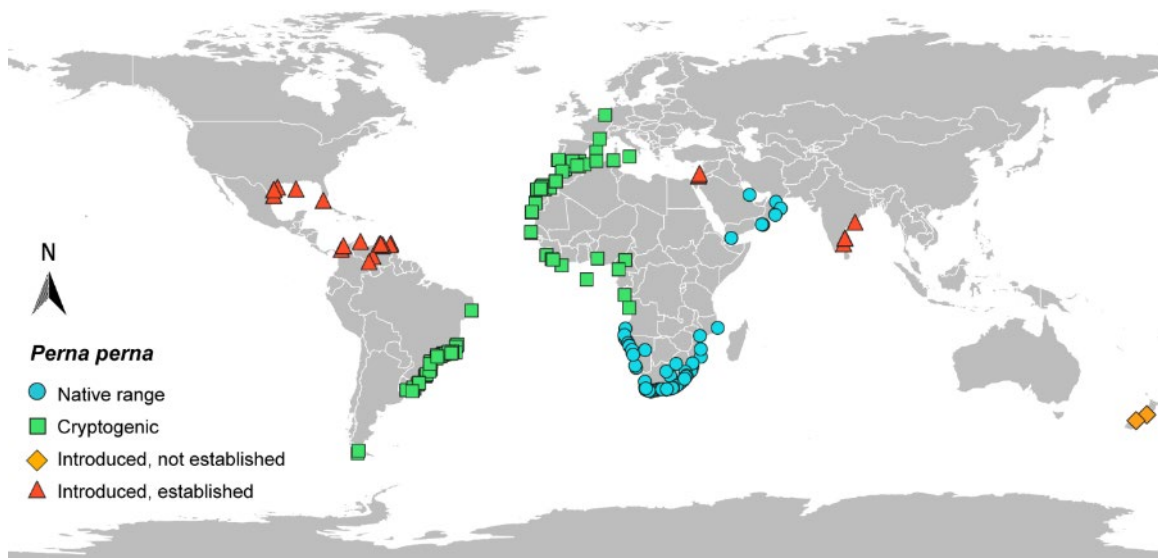 N
Perna perna
Native range
Cryptogenic
Introduced, not established
Introduced, established